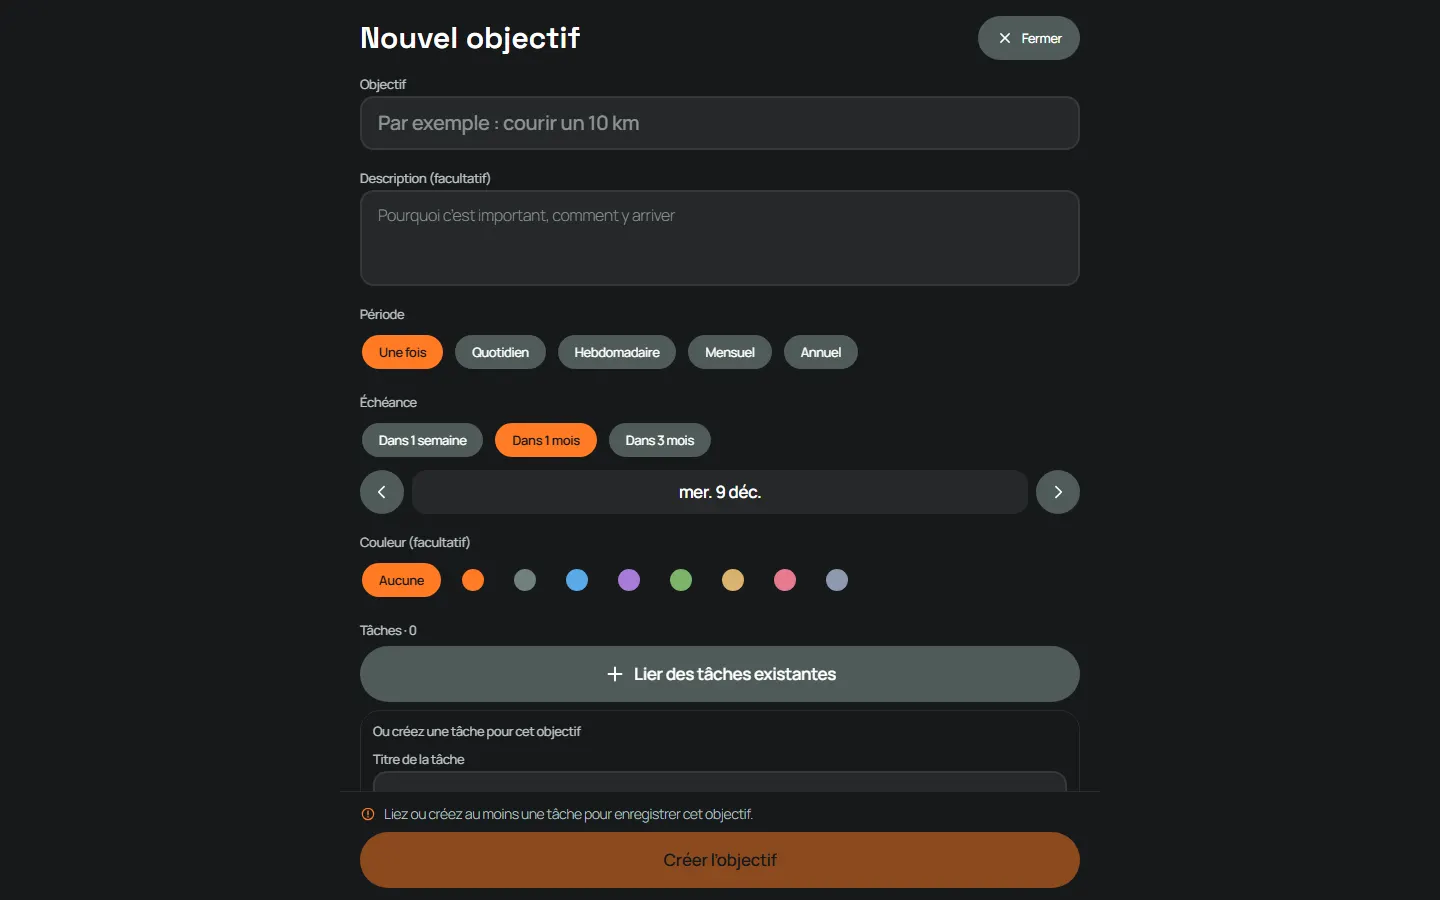 Nouvel objectif
Fermer
Objectif
Par exemple : courir un 10 km
Description (facultatif)
Pourquoi c'est important, comment y arriver
Période
Une fois
Quotidien
Hebdomadaire
Mensuel
Annuel
Échéance
Dans 1 semaine
Dans 1 mois
Dans 3 mois
mer. 9 déc.
Couleur (facultatif)
Aucune
Tâches · 0
Lier des tâches existantes
Ou créez une tâche pour cet objectif
Titre de la tâche
Liez ou créez au moins une tâche pour enregistrer cet objectif.
Créer l'objectif